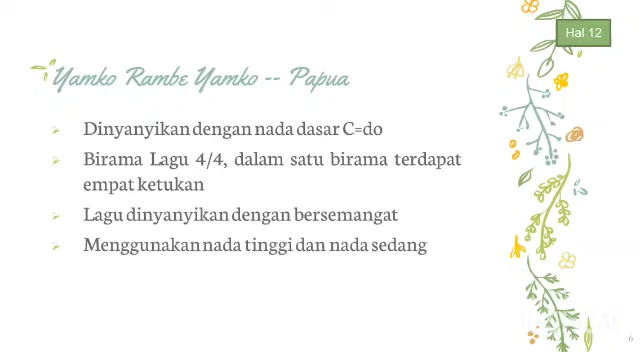 Hal 12
Yamko Rambe Yamko -- Papua
Dinyanyikan dengan nada dasar C=do
Birama Lagu 4/4, dalam satu birama terdapat
empat ketukan
Lagu dinyanyikan dengan bersemangat
Menggunakan nada tinggi dan nada sedang
6